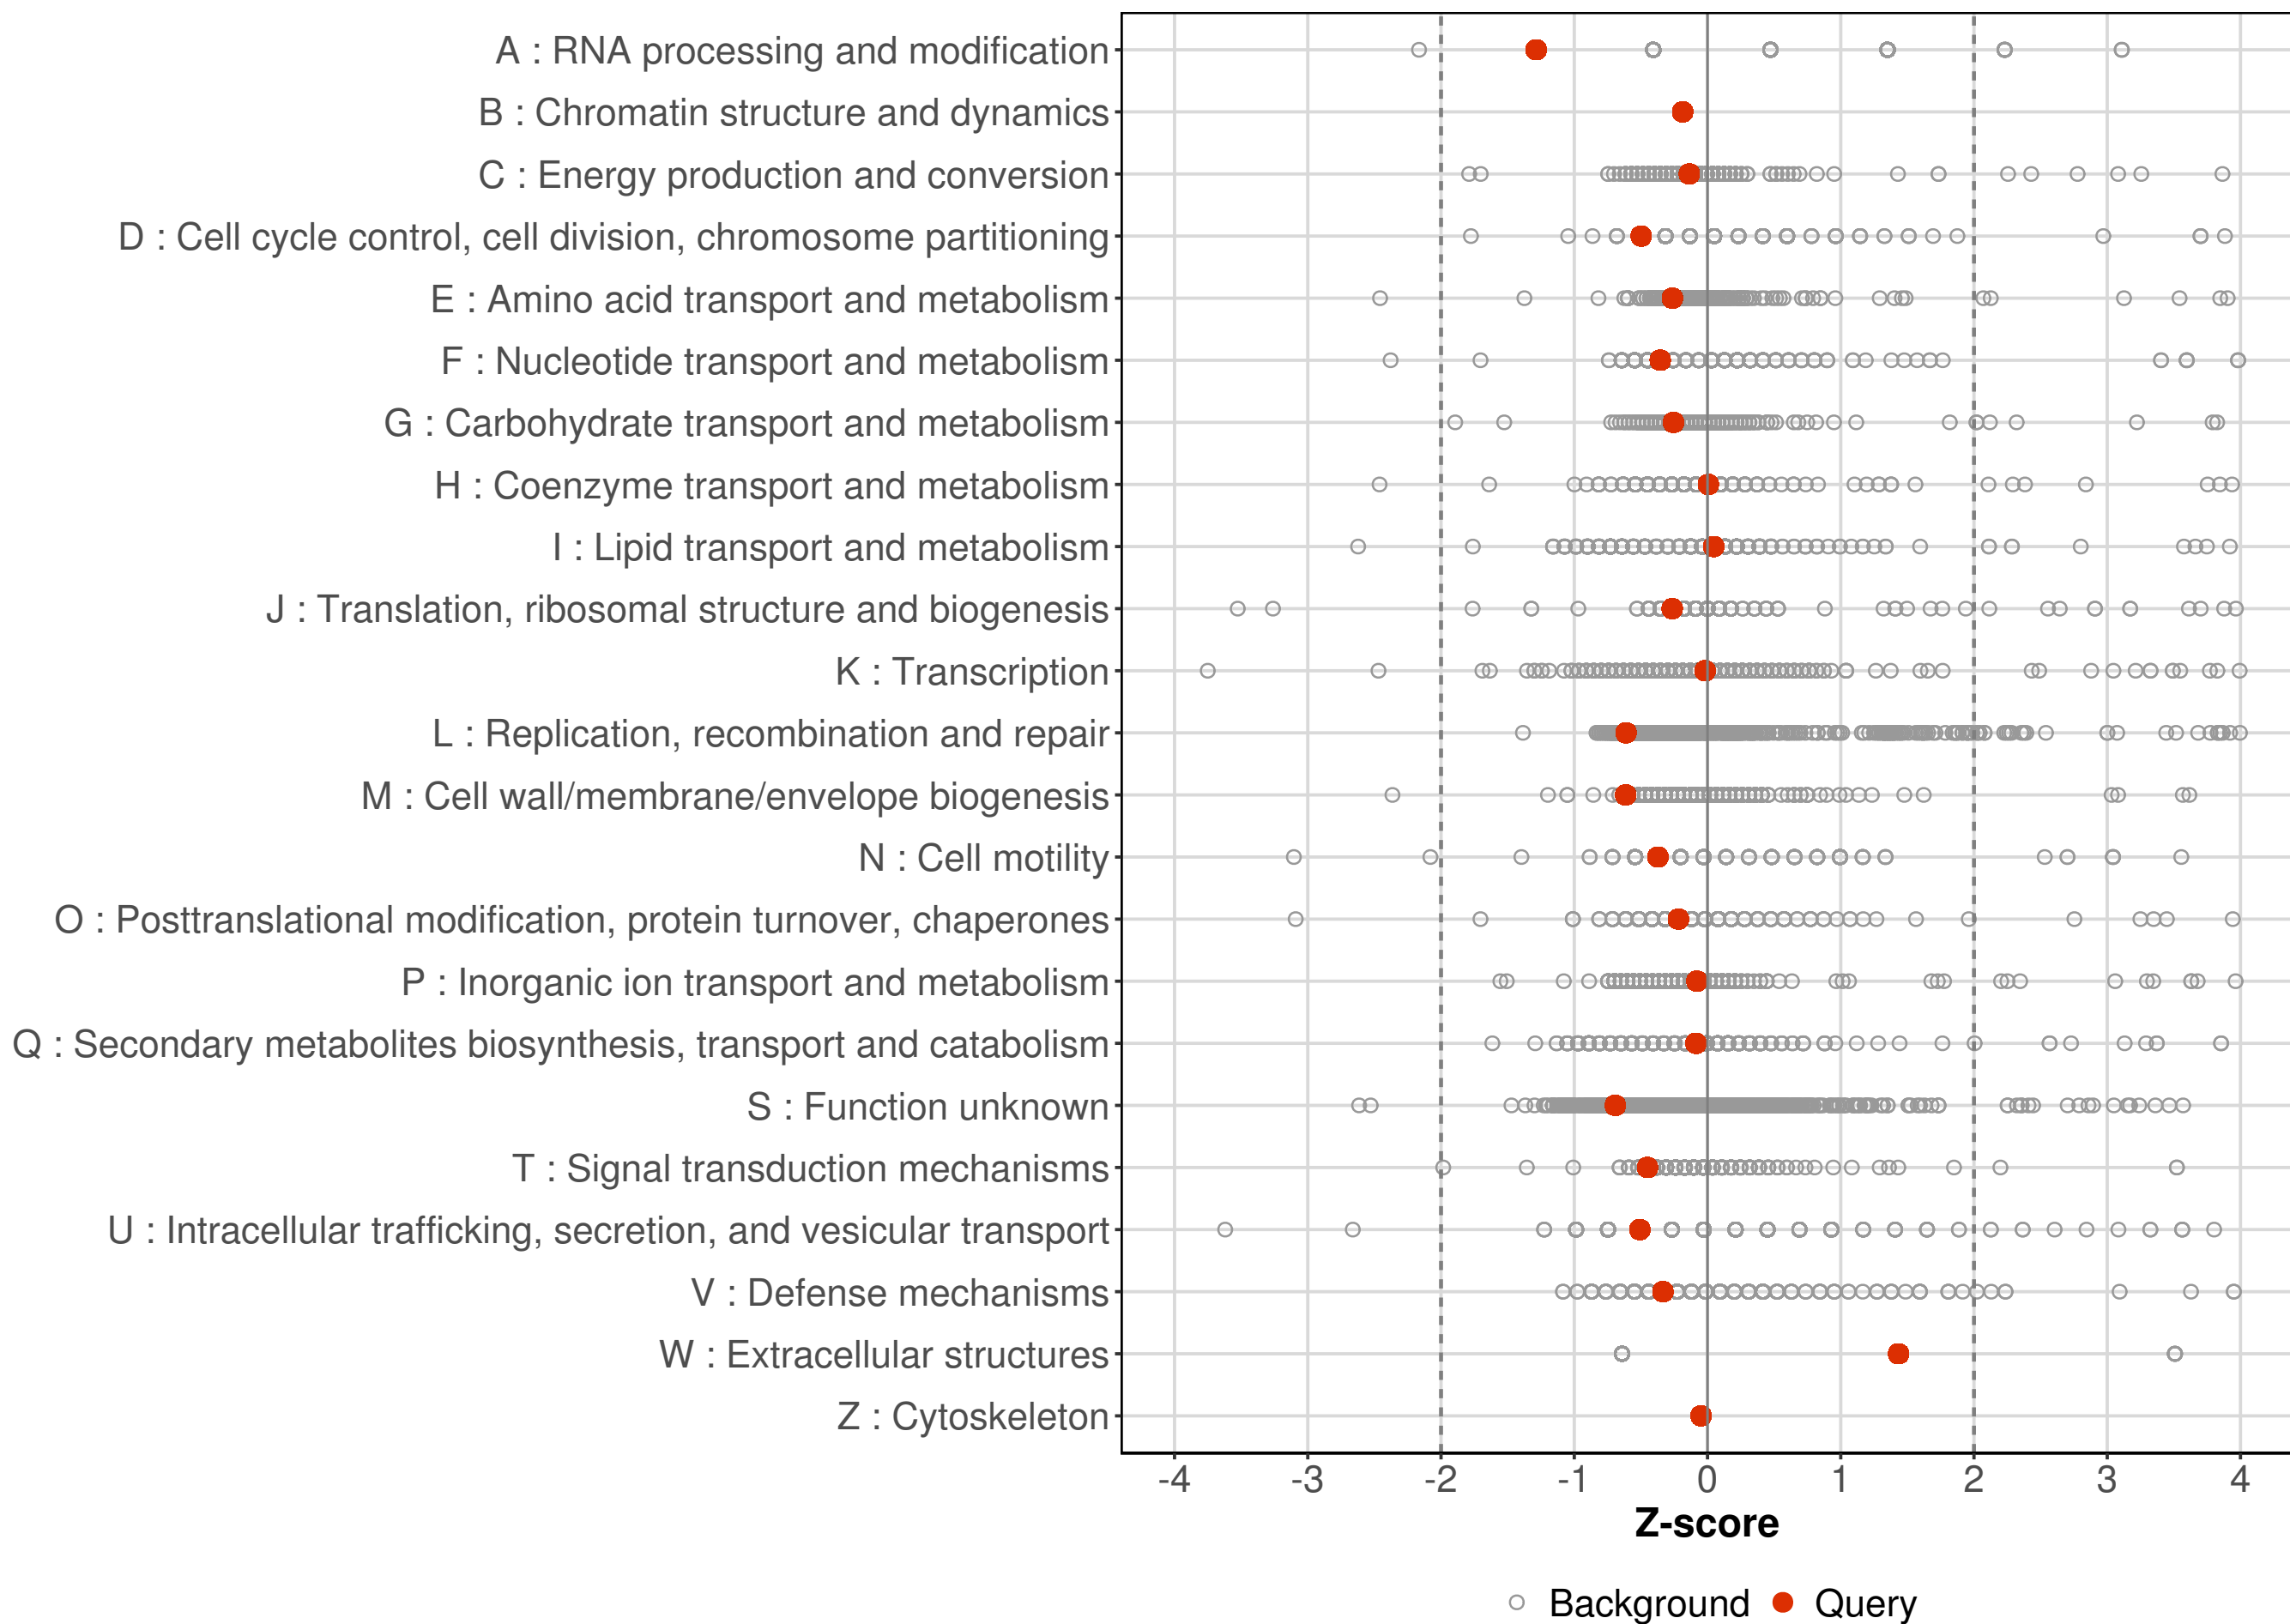 A : RNA processing and modification
B : Chromatin structure and dynamics
C : Energy production and conversion
D : Cell cycle control, cell division, chromosome partitioning
E : Amino acid transport and metabolism
F : Nucleotide transport and metabolism
G : Carbohydrate transport and metabolism
H : Coenzyme transport and metabolism
I : Lipid transport and metabolism
J : Translation, ribosomal structure and biogenesis
K : Transcription
L : Replication, recombination and repair
M : Cell wall/membrane/envelope biogenesis
N : Cell motility
O : Posttranslational modification, protein turnover, chaperones
P : Inorganic ion transport and metabolism
Q : Secondary metabolites biosynthesis, transport and catabolism
S : Function unknown
T : Signal transduction mechanisms
U : Intracellular trafficking, secretion, and vesicular transport
V : Defense mechanisms
W : Extracellular structures
Z : Cytoskeleton
-4 -3 -2 -1 0 1 2 3 4
Z-score
Background Query